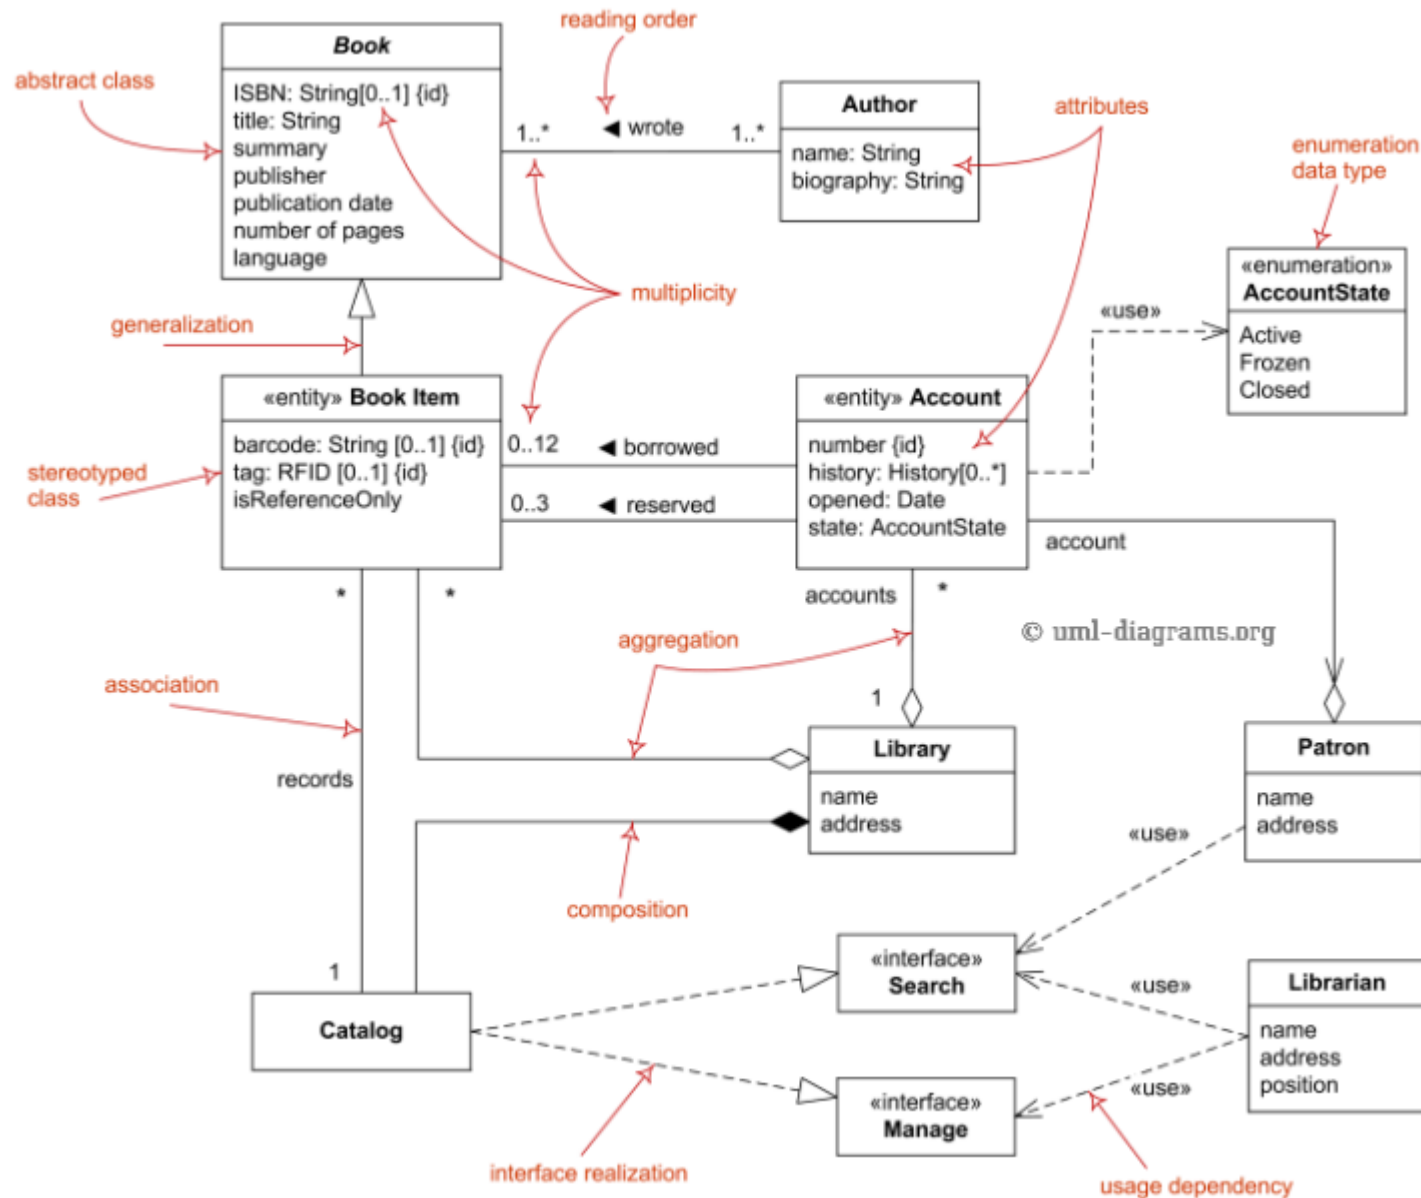 reading order
Book
abstract class
ISBN: String[0..1] {id}
title: String
summary
publisher
publication date
number of pages
language
1..*
◀ wrote
1..*
Author
name: String
biography: String
attributes
enumeration
data type
«enumeration»
AccountState
Active
Frozen
Closed
multiplicity
generalization
«use»
«entity» Book Item
barcode: String [0..1] {id}
tag: RFID [0..1] {id}
isReferenceOnly
stereotyped
class
0..12
◀ borrowed
0..3
◀ reserved
«entity» Account
number {id}
history: History[0..*]
opened: Date
state: AccountState
account
*
*
accounts
*
© uml-diagrams.org
aggregation
association
1
records
Library
name
address
Patron
name
address
«use»
composition
1
Catalog
«interface»
Search
«use»
Librarian
name
address
position
«interface»
Manage
«use»
interface realization
usage dependency